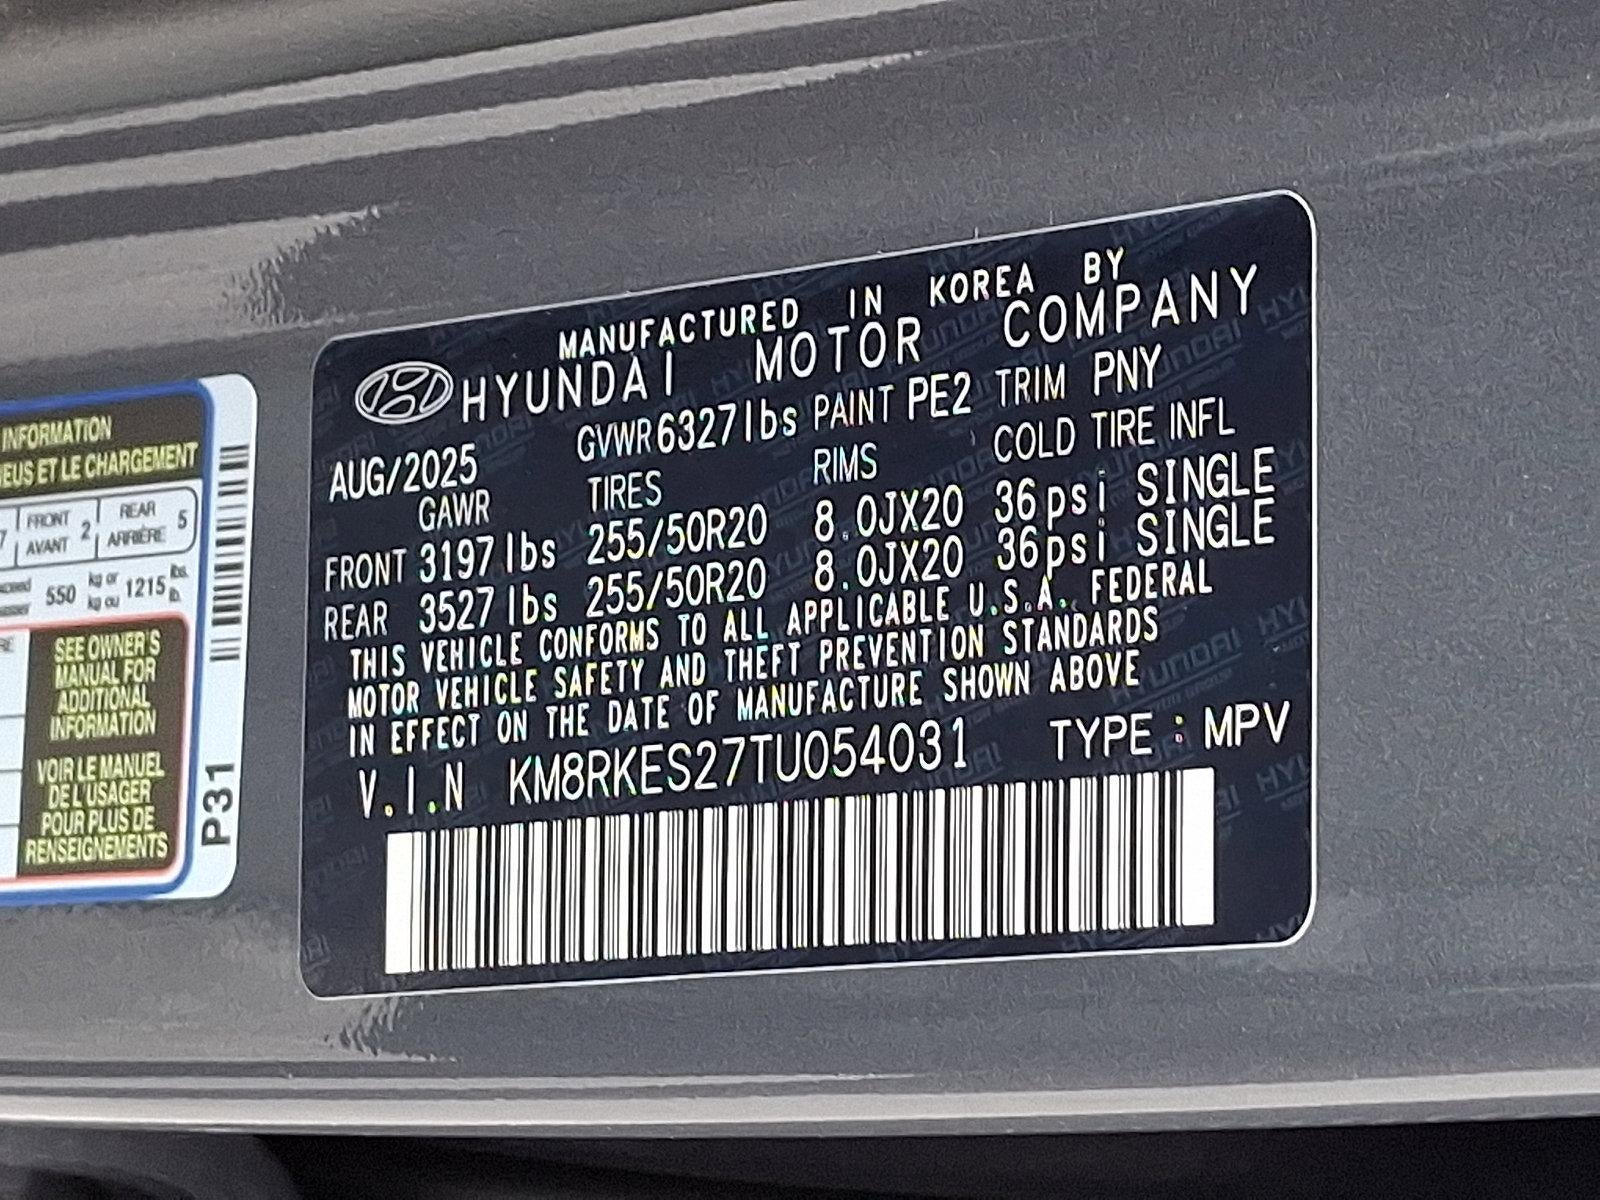 MANUFACTURED IN KOREA BY
HYUNDAI MOTOR COMPANY
AUG/2025 GVWR 6327lbs PAINT PE2 TRIM PNY
GAWR TIRES RIMS COLD TIRE INFL
FRONT 3197lbs 255/50R20 8.0JX20 36psi SINGLE
REAR 3527lbs 255/50R20 8.0JX20 36psi SINGLE
THIS VEHICLE CONFORMS TO ALL APPLICABLE U.S.A. FEDERAL
MOTOR VEHICLE SAFETY AND THEFT PREVENTION STANDARDS
IN EFFECT ON THE DATE OF MANUFACTURE SHOWN ABOVE
V.I.N KM8RKES27TU054031 TYPE : MPV
INFORMATION
ET LE CHARGEMENT
7 FRONT AVANT 2 REAR ARRIÈRE 5
550 kg or kg ou 1215 lbs. lb.
SEE OWNER'S
MANUAL FOR
ADDITIONAL
INFORMATION
VOIR LE MANUEL
DE L'USAGER
POUR PLUS DE
RENSEIGNEMENTS
P31